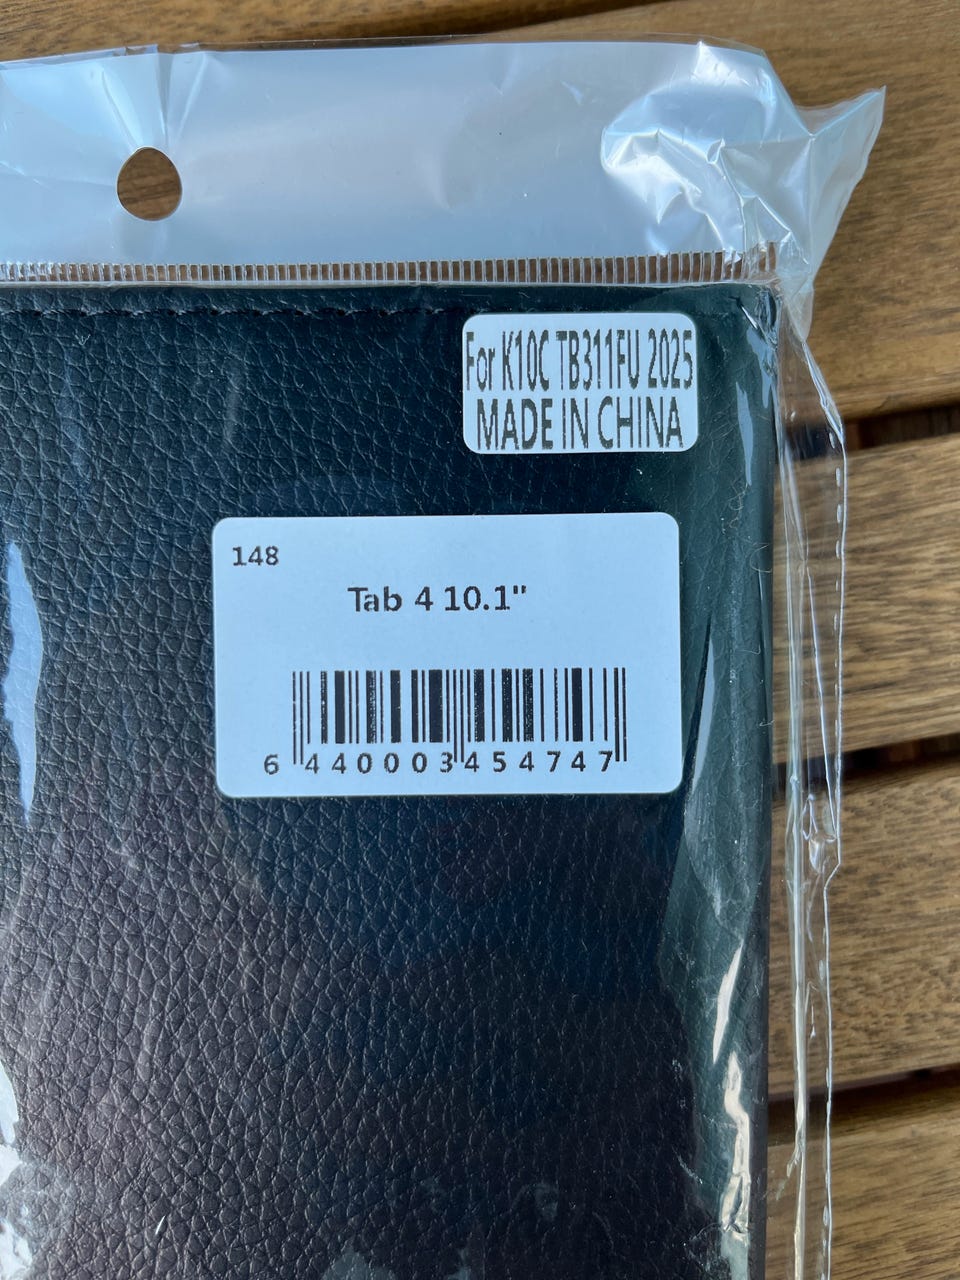 For K10C TB311FU 2025
MADE IN CHINA
148
Tab 4 10.1"
6 440003 454747